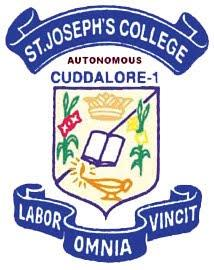 ST. JOSEPH'S COLLEGE
AUTONOMOUS
CUDDALORE-1
LABOR
OMNIA
VINCIT